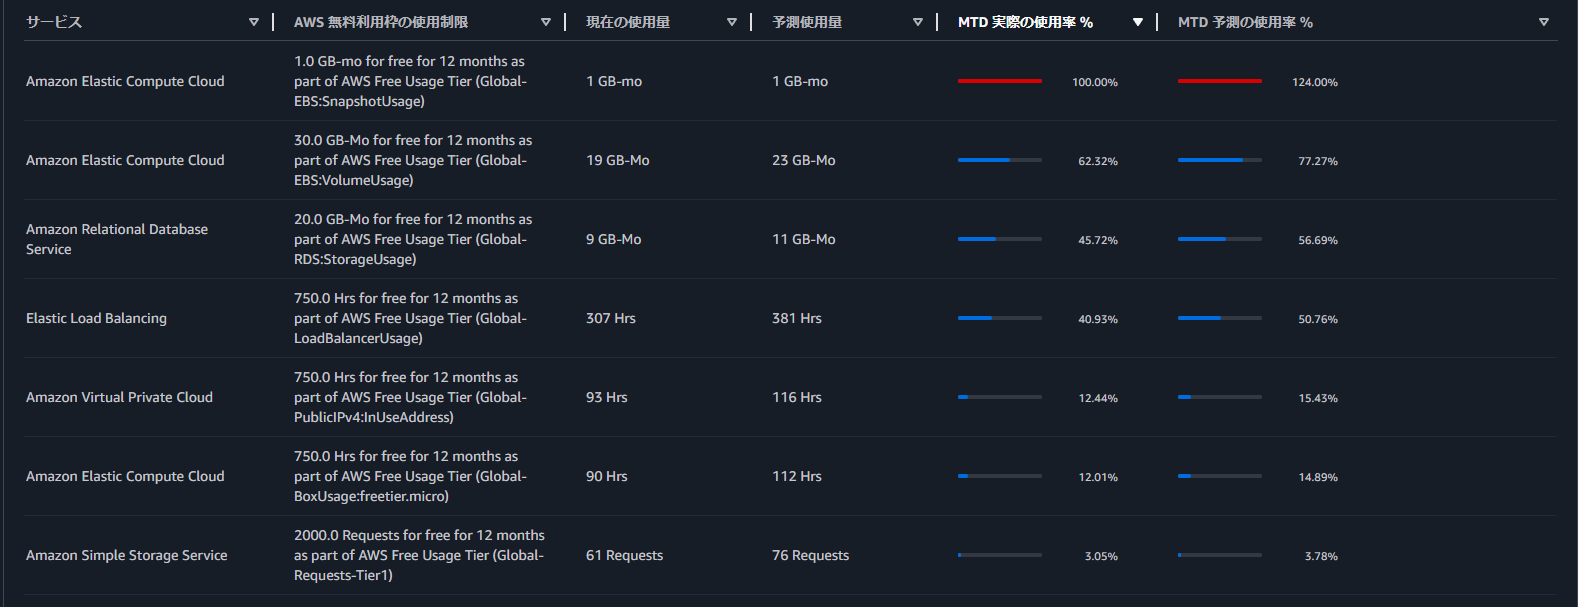 サービス AWS 無料利用枠の使用制限 現在の使用量 予測使用量 MTD 実際の使用率 % MTD 予測の使用率 %
1.0 GB-mo for free for 12 months as
Amazon Elastic Compute Cloud part of AWS Free Usage Tier (Global- 1 GB-mo 1 GB-mo 100.00% 124.00%
EBS:SnapshotUsage)
30.0 GB-Mo for free for 12 months as
Amazon Elastic Compute Cloud part of AWS Free Usage Tier (Global- 19 GB-Mo 23 GB-Mo 62.32% 77.27%
EBS:VolumeUsage)
20.0 GB-Mo for free for 12 months as
Amazon Relational Database
Service part of AWS Free Usage Tier (Global- 9 GB-Mo 11 GB-Mo 45.72% 56.69%
RDS:StorageUsage)
750.0 Hrs for free for 12 months as
Elastic Load Balancing part of AWS Free Usage Tier (Global- 307 Hrs 381 Hrs 40.93% 50.76%
LoadBalancerUsage)
750.0 Hrs for free for 12 months as
Amazon Virtual Private Cloud part of AWS Free Usage Tier (Global- 93 Hrs 116 Hrs 12.44% 15.43%
PublicIPv4:InUseAddress)
750.0 Hrs for free for 12 months as
Amazon Elastic Compute Cloud part of AWS Free Usage Tier (Global- 90 Hrs 112 Hrs 12.01% 14.89%
BoxUsage:freetier.micro)
2000.0 Requests for free for 12 months
Amazon Simple Storage Service as part of AWS Free Usage Tier (Global- 61 Requests 76 Requests 3.05% 3.78%
Requests-Tier1)